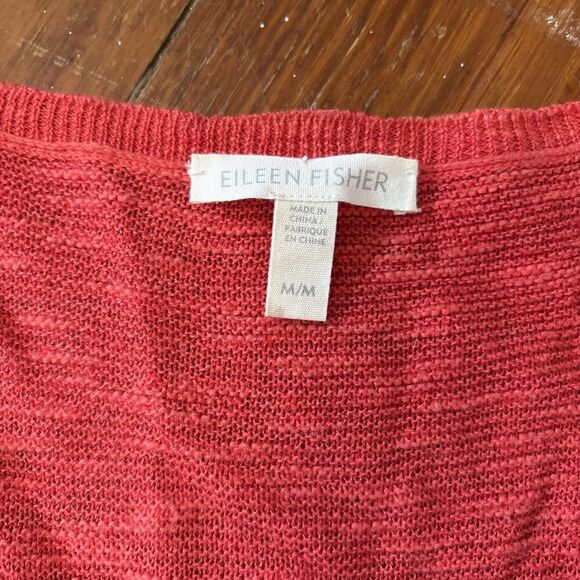 EILEEN FISHER
MADE IN
CHINA/
FABRIQUE
EN CHINE
M/M